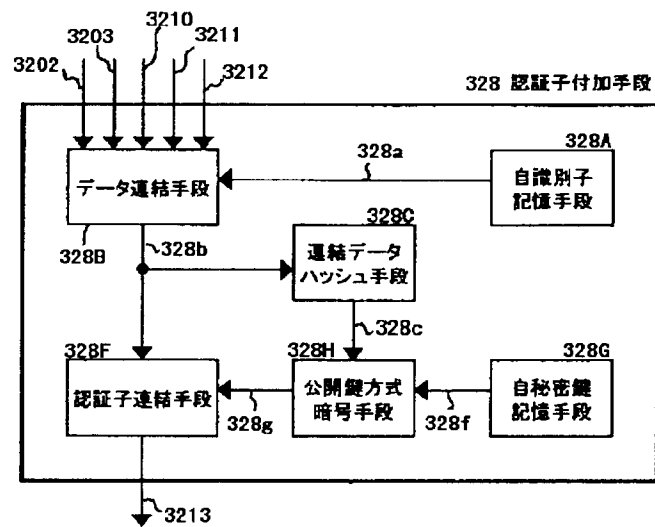 3210
3203
3211
3202
3212
328 認証子付加手段
328A
328a
データ連結手段
自識別子
記憶手段
328B
328b
328C
連結データ
ハッシュ手段
328c
328F
328H
328G
認証子連結手段
公開鍵方式
暗号手段
自秘密鍵
記憶手段
328g
328f
3213